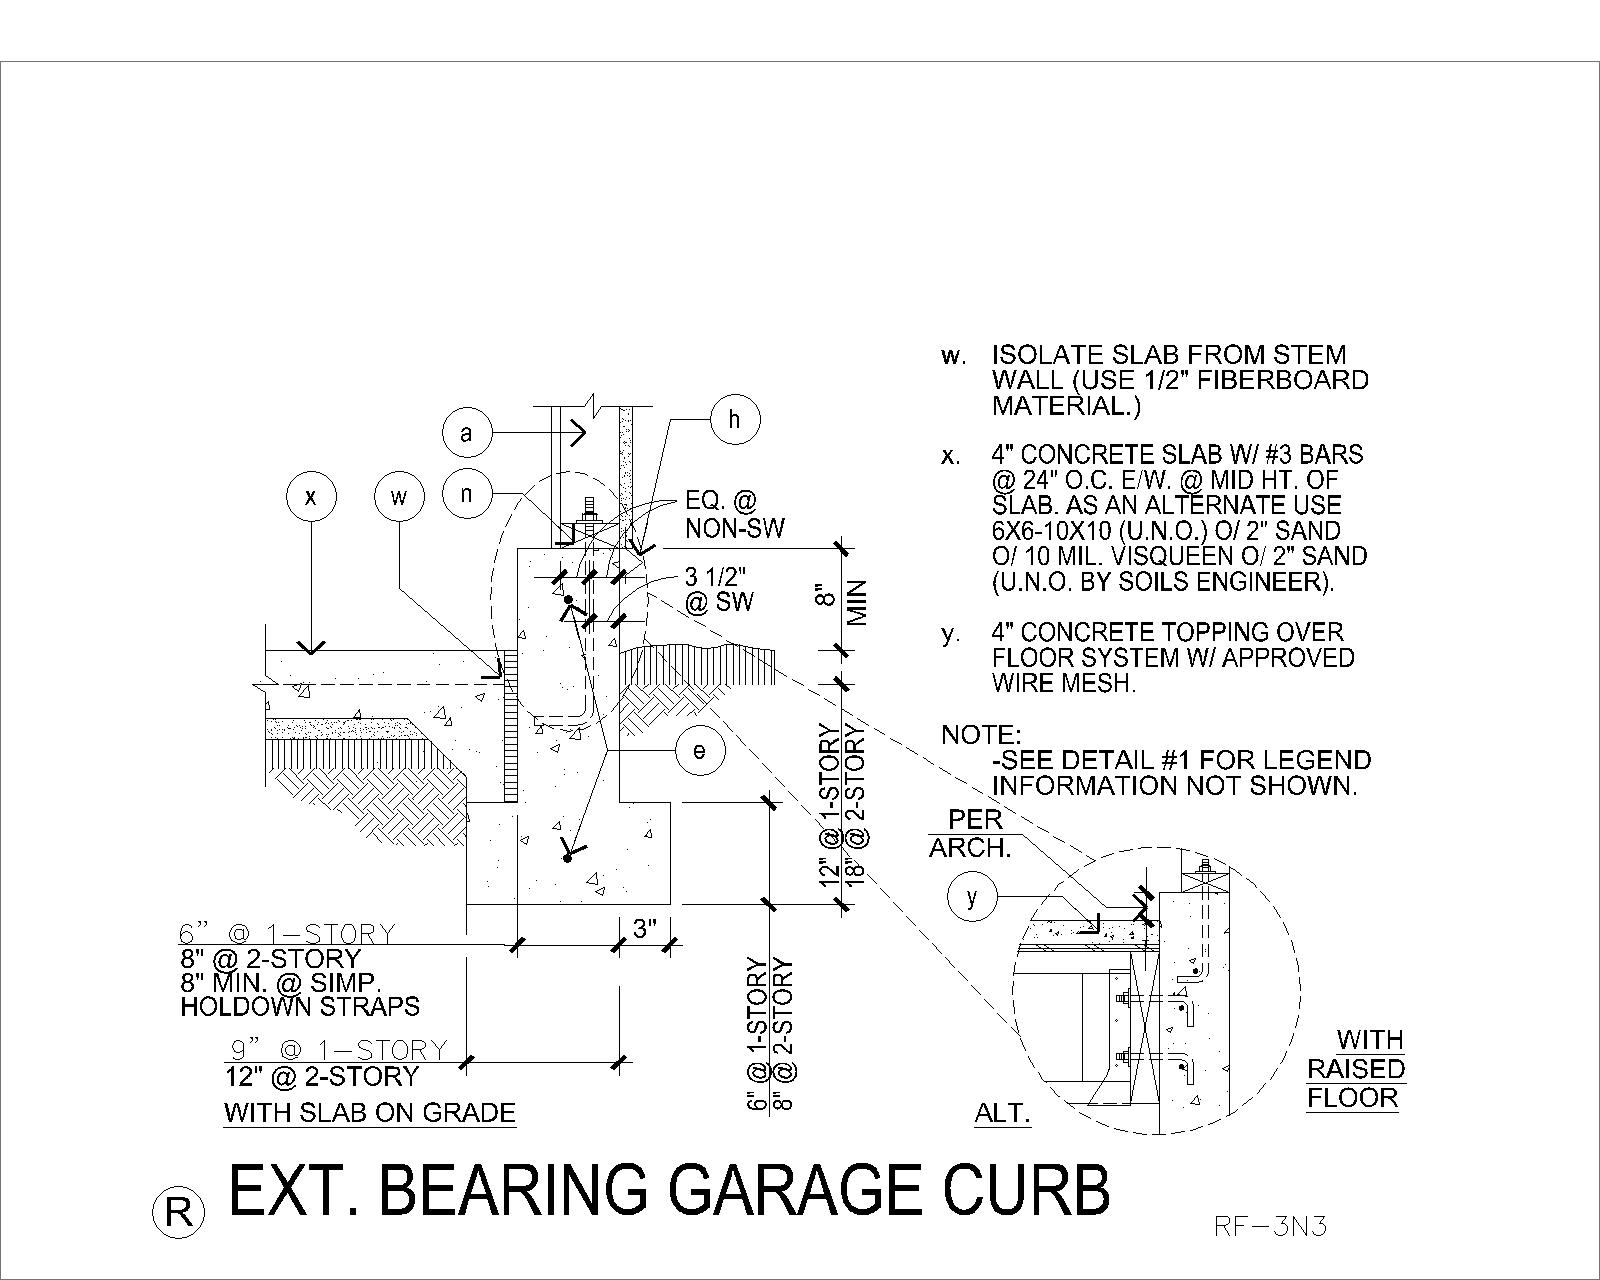 w. ISOLATE SLAB FROM STEM
WALL (USE 1/2" FIBERBOARD
MATERIAL.)
x. 4" CONCRETE SLAB W/ #3 BARS
@ 24" O.C. E/W. @ MID HT. OF
SLAB. AS AN ALTERNATE USE
6X6-10X10 (U.N.O.) O/ 2" SAND
O/ 10 MIL. VISQUEEN O/ 2" SAND
(U.N.O. BY SOILS ENGINEER).
y. 4" CONCRETE TOPPING OVER
FLOOR SYSTEM W/ APPROVED
WIRE MESH.
NOTE:
-SEE DETAIL #1 FOR LEGEND
INFORMATION NOT SHOWN.
a
h
x
w
n
EQ. @
NON-SW
3 1/2"
@ SW
8"
MIN
e
12" @ 1-STORY
18" @ 2-STORY
PER
ARCH.
y
6” @ 1-STORY
8" @ 2-STORY
8" MIN. @ SIMP.
HOLDOWN STRAPS
3"
6" @ 1-STORY
8" @ 2-STORY
9” @ 1-STORY
12" @ 2-STORY
WITH SLAB ON GRADE
ALT.
WITH
RAISED
FLOOR
R EXT. BEARING GARAGE CURB
RF-3N3